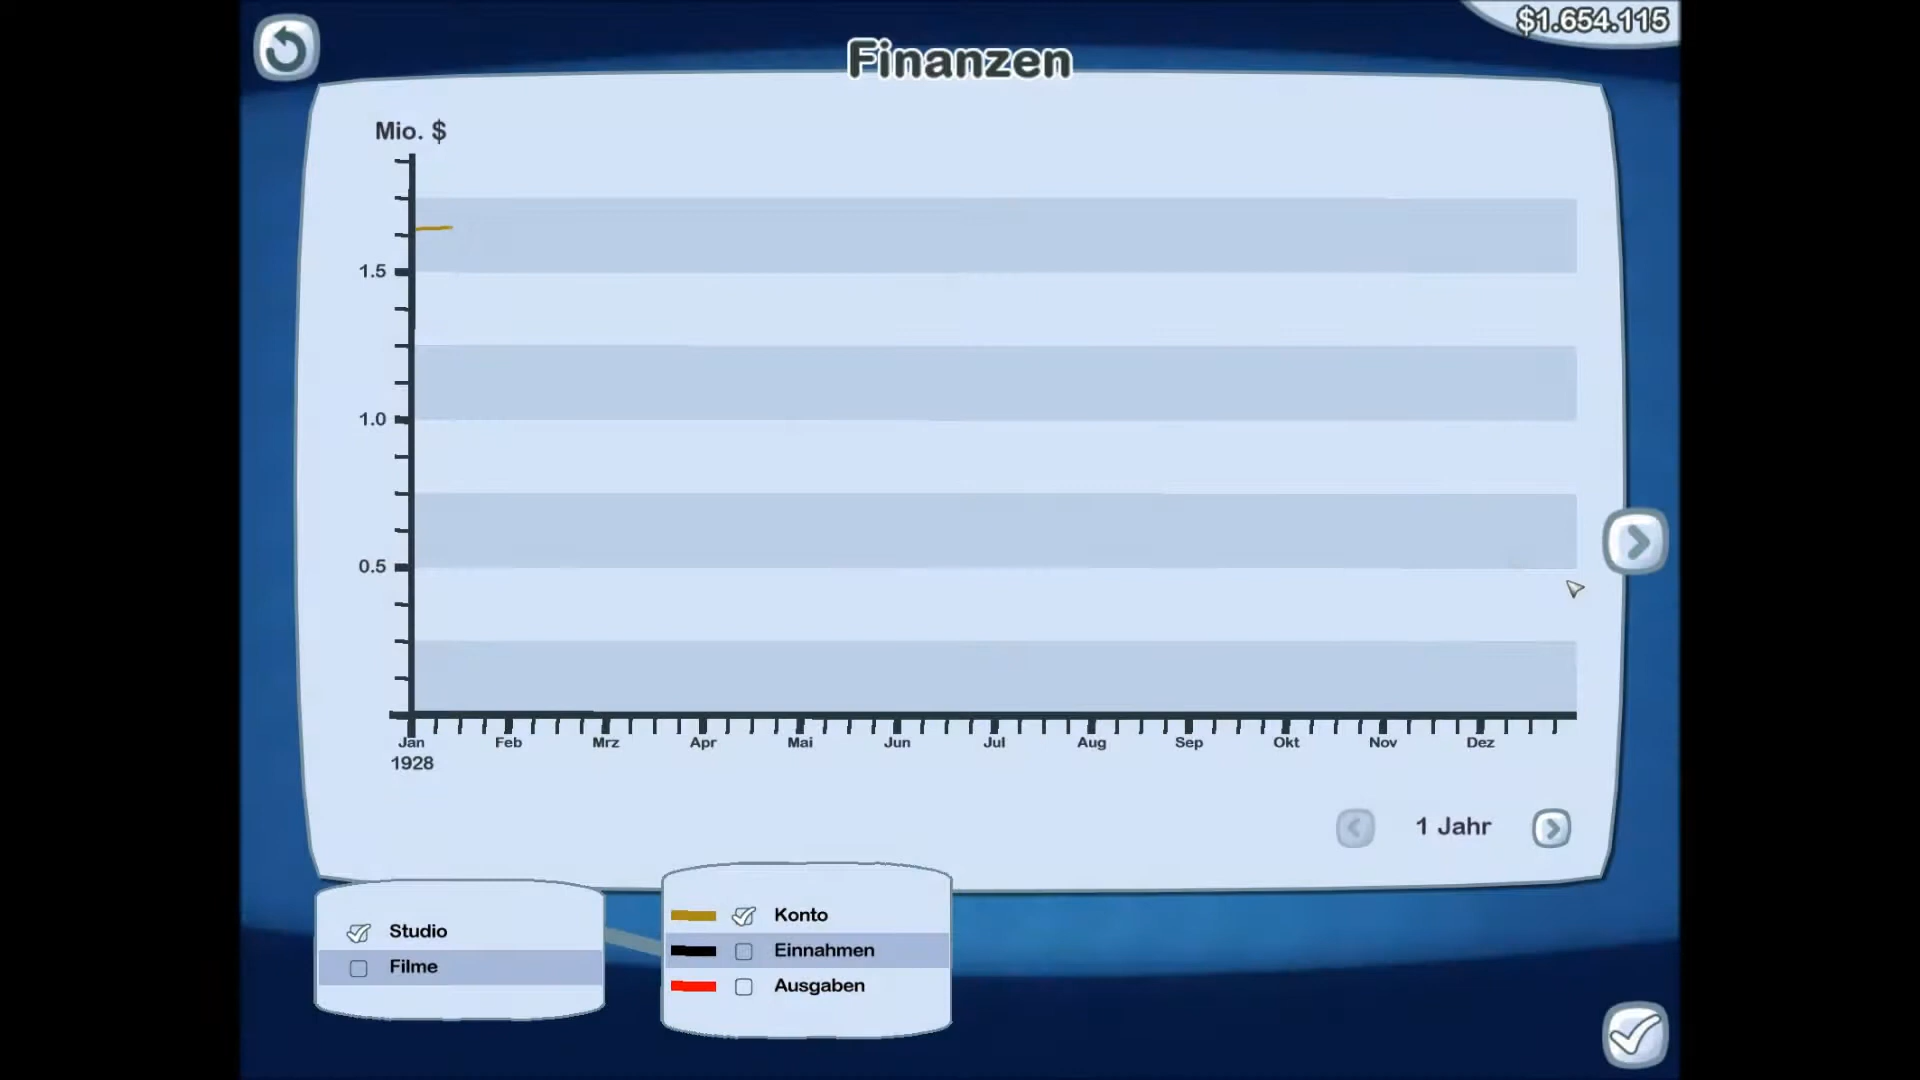 $1.654.115
Finanzen
Mio. $
1.5
1.0
0.5
Jan Feb Mrz Apr Mai Jun Jul Aug Sep Okt Nov Dez
1928
1 Jahr
Studio
Filme
Konto
Einnahmen
Ausgaben